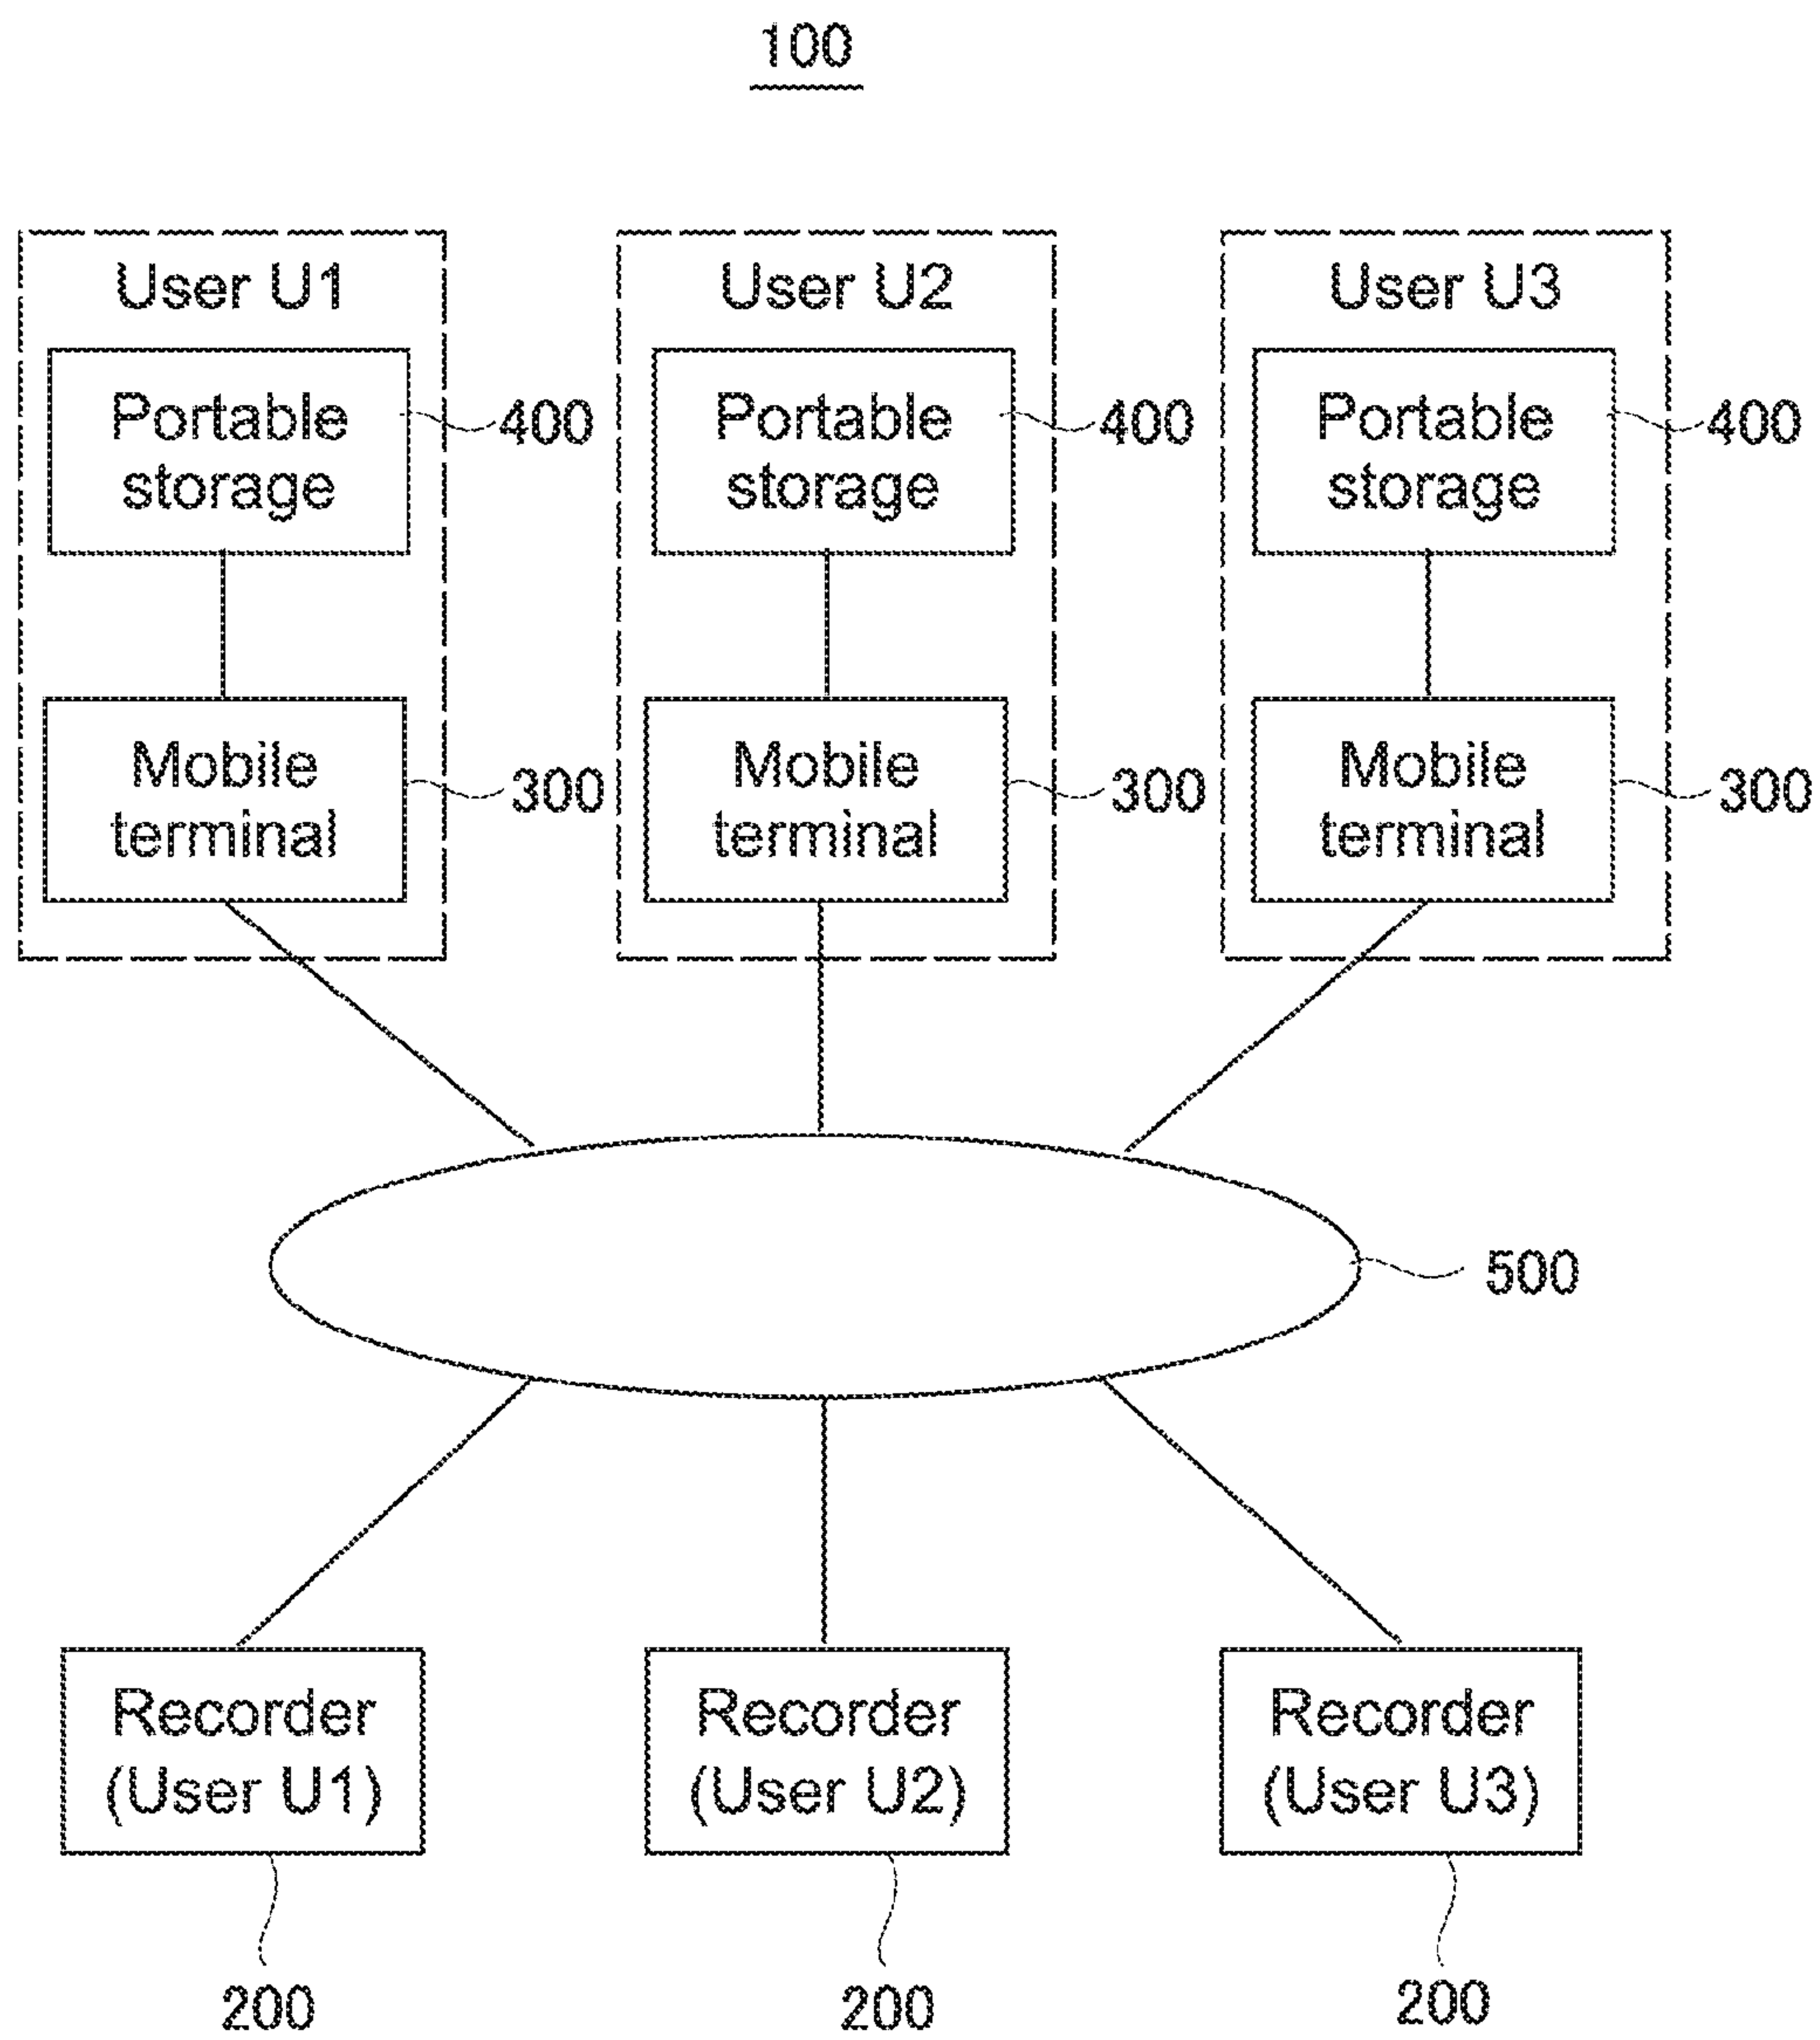 100
User U1
User U2
User U3
Portable
storage
400
Portable
storage
400
Portable
storage
400
Mobile
terminal
300
Mobile
terminal
300
Mobile
terminal
300
500
Recorder
(User U1)
Recorder
(User U2)
Recorder
(User U3)
200
200
200